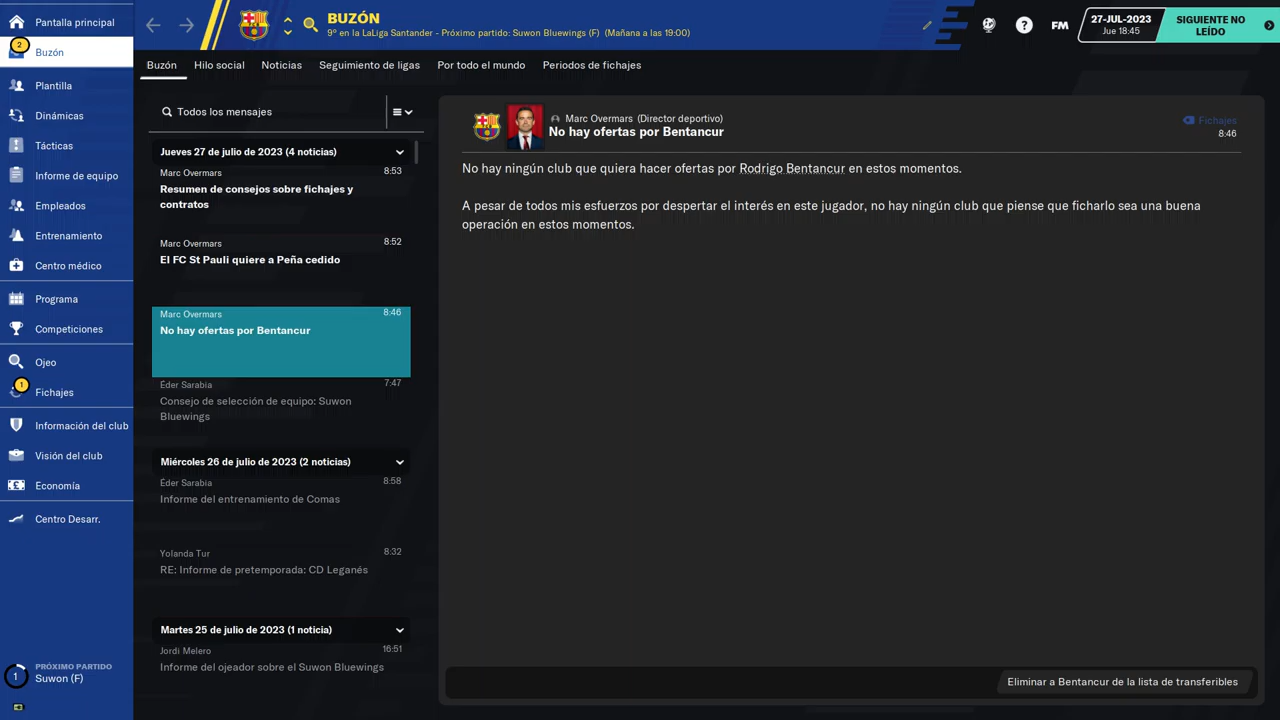 Pantalla principal
2
Buzón
Plantilla
Dinámicas
Tácticas
Informe de equipo
Empleados
Entrenamiento
Centro médico
Programa
Competiciones
Ojeo
1
Fichajes
Información del club
Visión del club
Economía
Centro Desarr.
1
PRÓXIMO PARTIDO
Suwon (F)
BUZÓN
9º en la LaLiga Santander - Próximo partido: Suwon Bluewings (F) (Mañana a las 19:00)
?
FM
27-JUL-2023
Jue 18:45
SIGUIENTE NO
LEÍDO
Buzón
Hilo social
Noticias
Seguimiento de ligas
Por todo el mundo
Periodos de fichajes
Todos los mensajes
Jueves 27 de julio de 2023 (4 noticias)
Marc Overmars 8:53
Resumen de consejos sobre fichajes y
contratos
Marc Overmars 8:52
El FC St Pauli quiere a Peña cedido
Marc Overmars 8:46
No hay ofertas por Bentancur
Éder Sarabia 7:47
Consejo de selección de equipo: Suwon
Bluewings
Miércoles 26 de julio de 2023 (2 noticias)
Éder Sarabia 8:58
Informe del entrenamiento de Comas
Yolanda Tur 8:32
RE: Informe de pretemporada: CD Leganés
Martes 25 de julio de 2023 (1 noticia)
Jordi Melero 16:51
Informe del ojeador sobre el Suwon Bluewings
Marc Overmars (Director deportivo)
No hay ofertas por Bentancur
Fichajes
8:46
No hay ningún club que quiera hacer ofertas por Rodrigo Bentancur en estos momentos.
A pesar de todos mis esfuerzos por despertar el interés en este jugador, no hay ningún club que piense que ficharlo sea una buena
operación en estos momentos.
Eliminar a Bentancur de la lista de transferibles